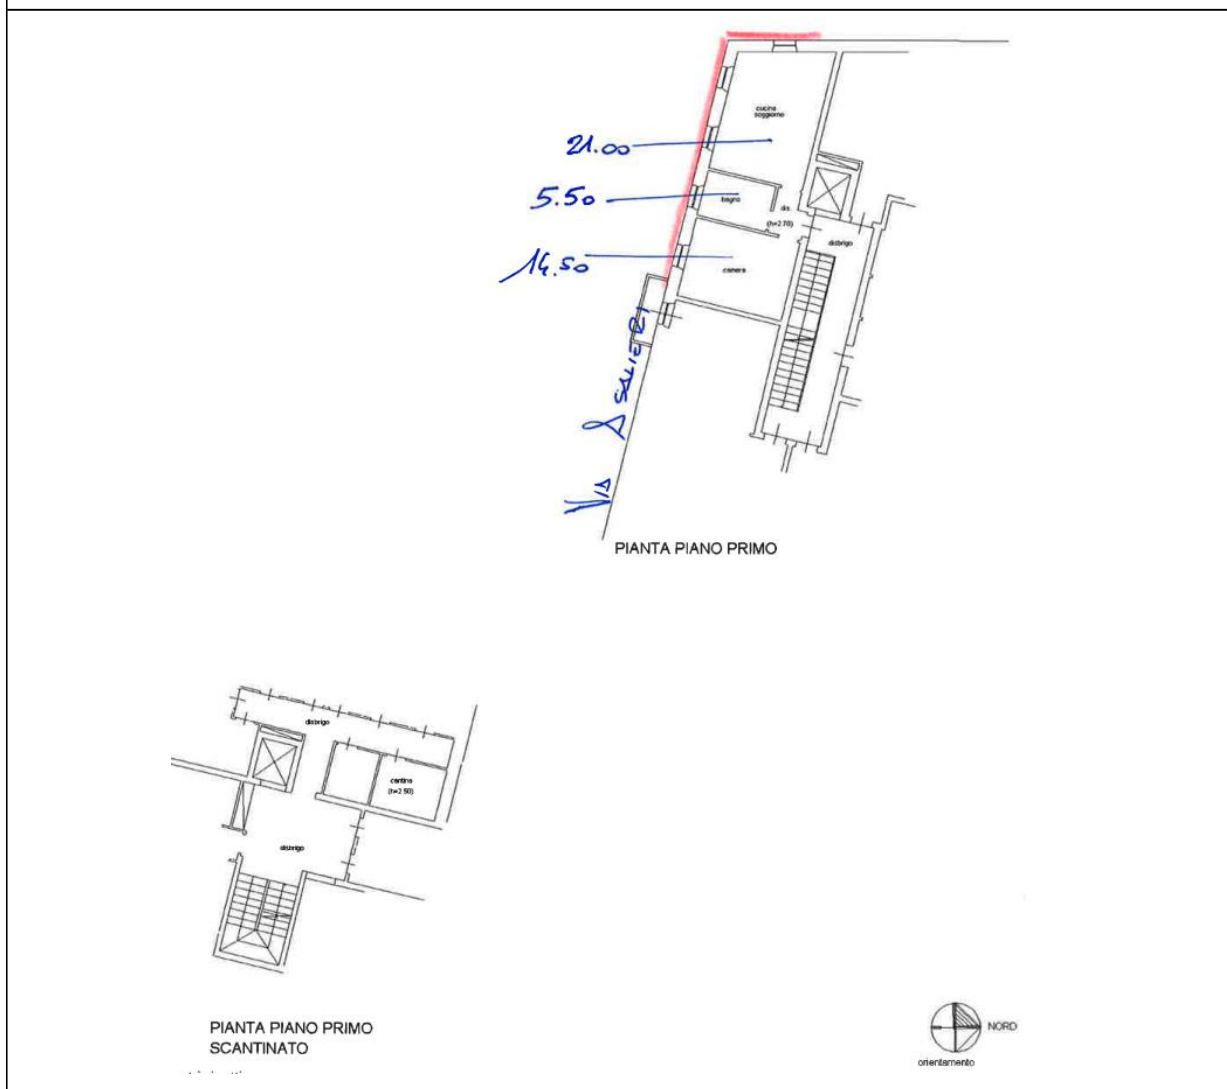 cucina
soggiorno
21.00
5.50
bagno
dis.
(h=2.70)
disbrigo
14.50
camera
VIA A SALIERI
PIANTA PIANO PRIMO
disbrigo
cantina
(h=2.50)
disbrigo
PIANTA PIANO PRIMO
SCANTINATO
NORD
orientamento